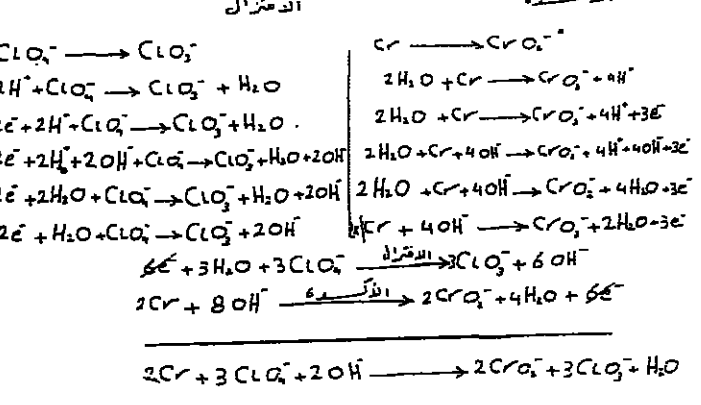 الاختزال
ClO₄⁻ ⟶ ClO₃⁻
2H⁺+ClO₄⁻ ⟶ ClO₃⁻ + H₂O
2e⁻+2H⁺+ClO₄⁻ ⟶ ClO₃⁻+H₂O .
2e⁻+2H⁺+2OH⁻+ClO₄⁻ ⟶ ClO₃⁻+H₂O+2OH⁻
2e⁻+2H₂O+ClO₄⁻ ⟶ ClO₃⁻+H₂O+2OH⁻
2e⁻+H₂O+ClO₄⁻ ⟶ ClO₃⁻+2OH⁻
Cr ⟶ CrO₂⁻
2H₂O+Cr ⟶ CrO₂⁻+4H⁺
2H₂O+Cr ⟶ CrO₂⁻+4H⁺+3e⁻
2H₂O+Cr+4OH⁻ ⟶ CrO₂⁻+4H⁺+4OH⁻+3e⁻
2H₂O+Cr+4OH⁻ ⟶ CrO₂⁻+4H₂O+3e⁻
Cr+4OH⁻ ⟶ CrO₂⁻+2H₂O+3e⁻
6e⁻+3H₂O+3ClO₄⁻ الاختزال ⟶ 3ClO₃⁻+6OH⁻
2Cr+8OH⁻ الأكسدة ⟶ 2CrO₂⁻+4H₂O+6e⁻
2Cr+3ClO₄⁻+2OH⁻ ⟶ 2CrO₂⁻+3ClO₃⁻+H₂O